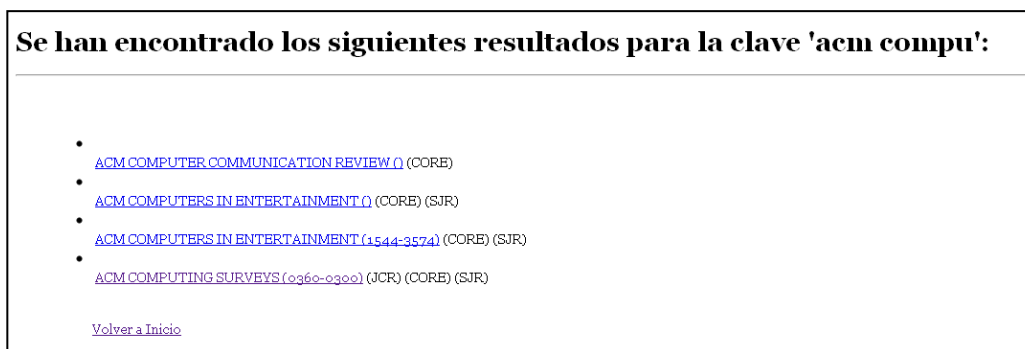 Se han encontrado los siguientes resultados para la clave 'acm compu':
ACM COMPUTER COMMUNICATION REVIEW () (CORE)
ACM COMPUTERS IN ENTERTAINMENT () (CORE) (SJR)
ACM COMPUTERS IN ENTERTAINMENT (1544-3574) (CORE) (SJR)
ACM COMPUTING SURVEYS (0360-0300) (JCR) (CORE) (SJR)
Volver a Inicio